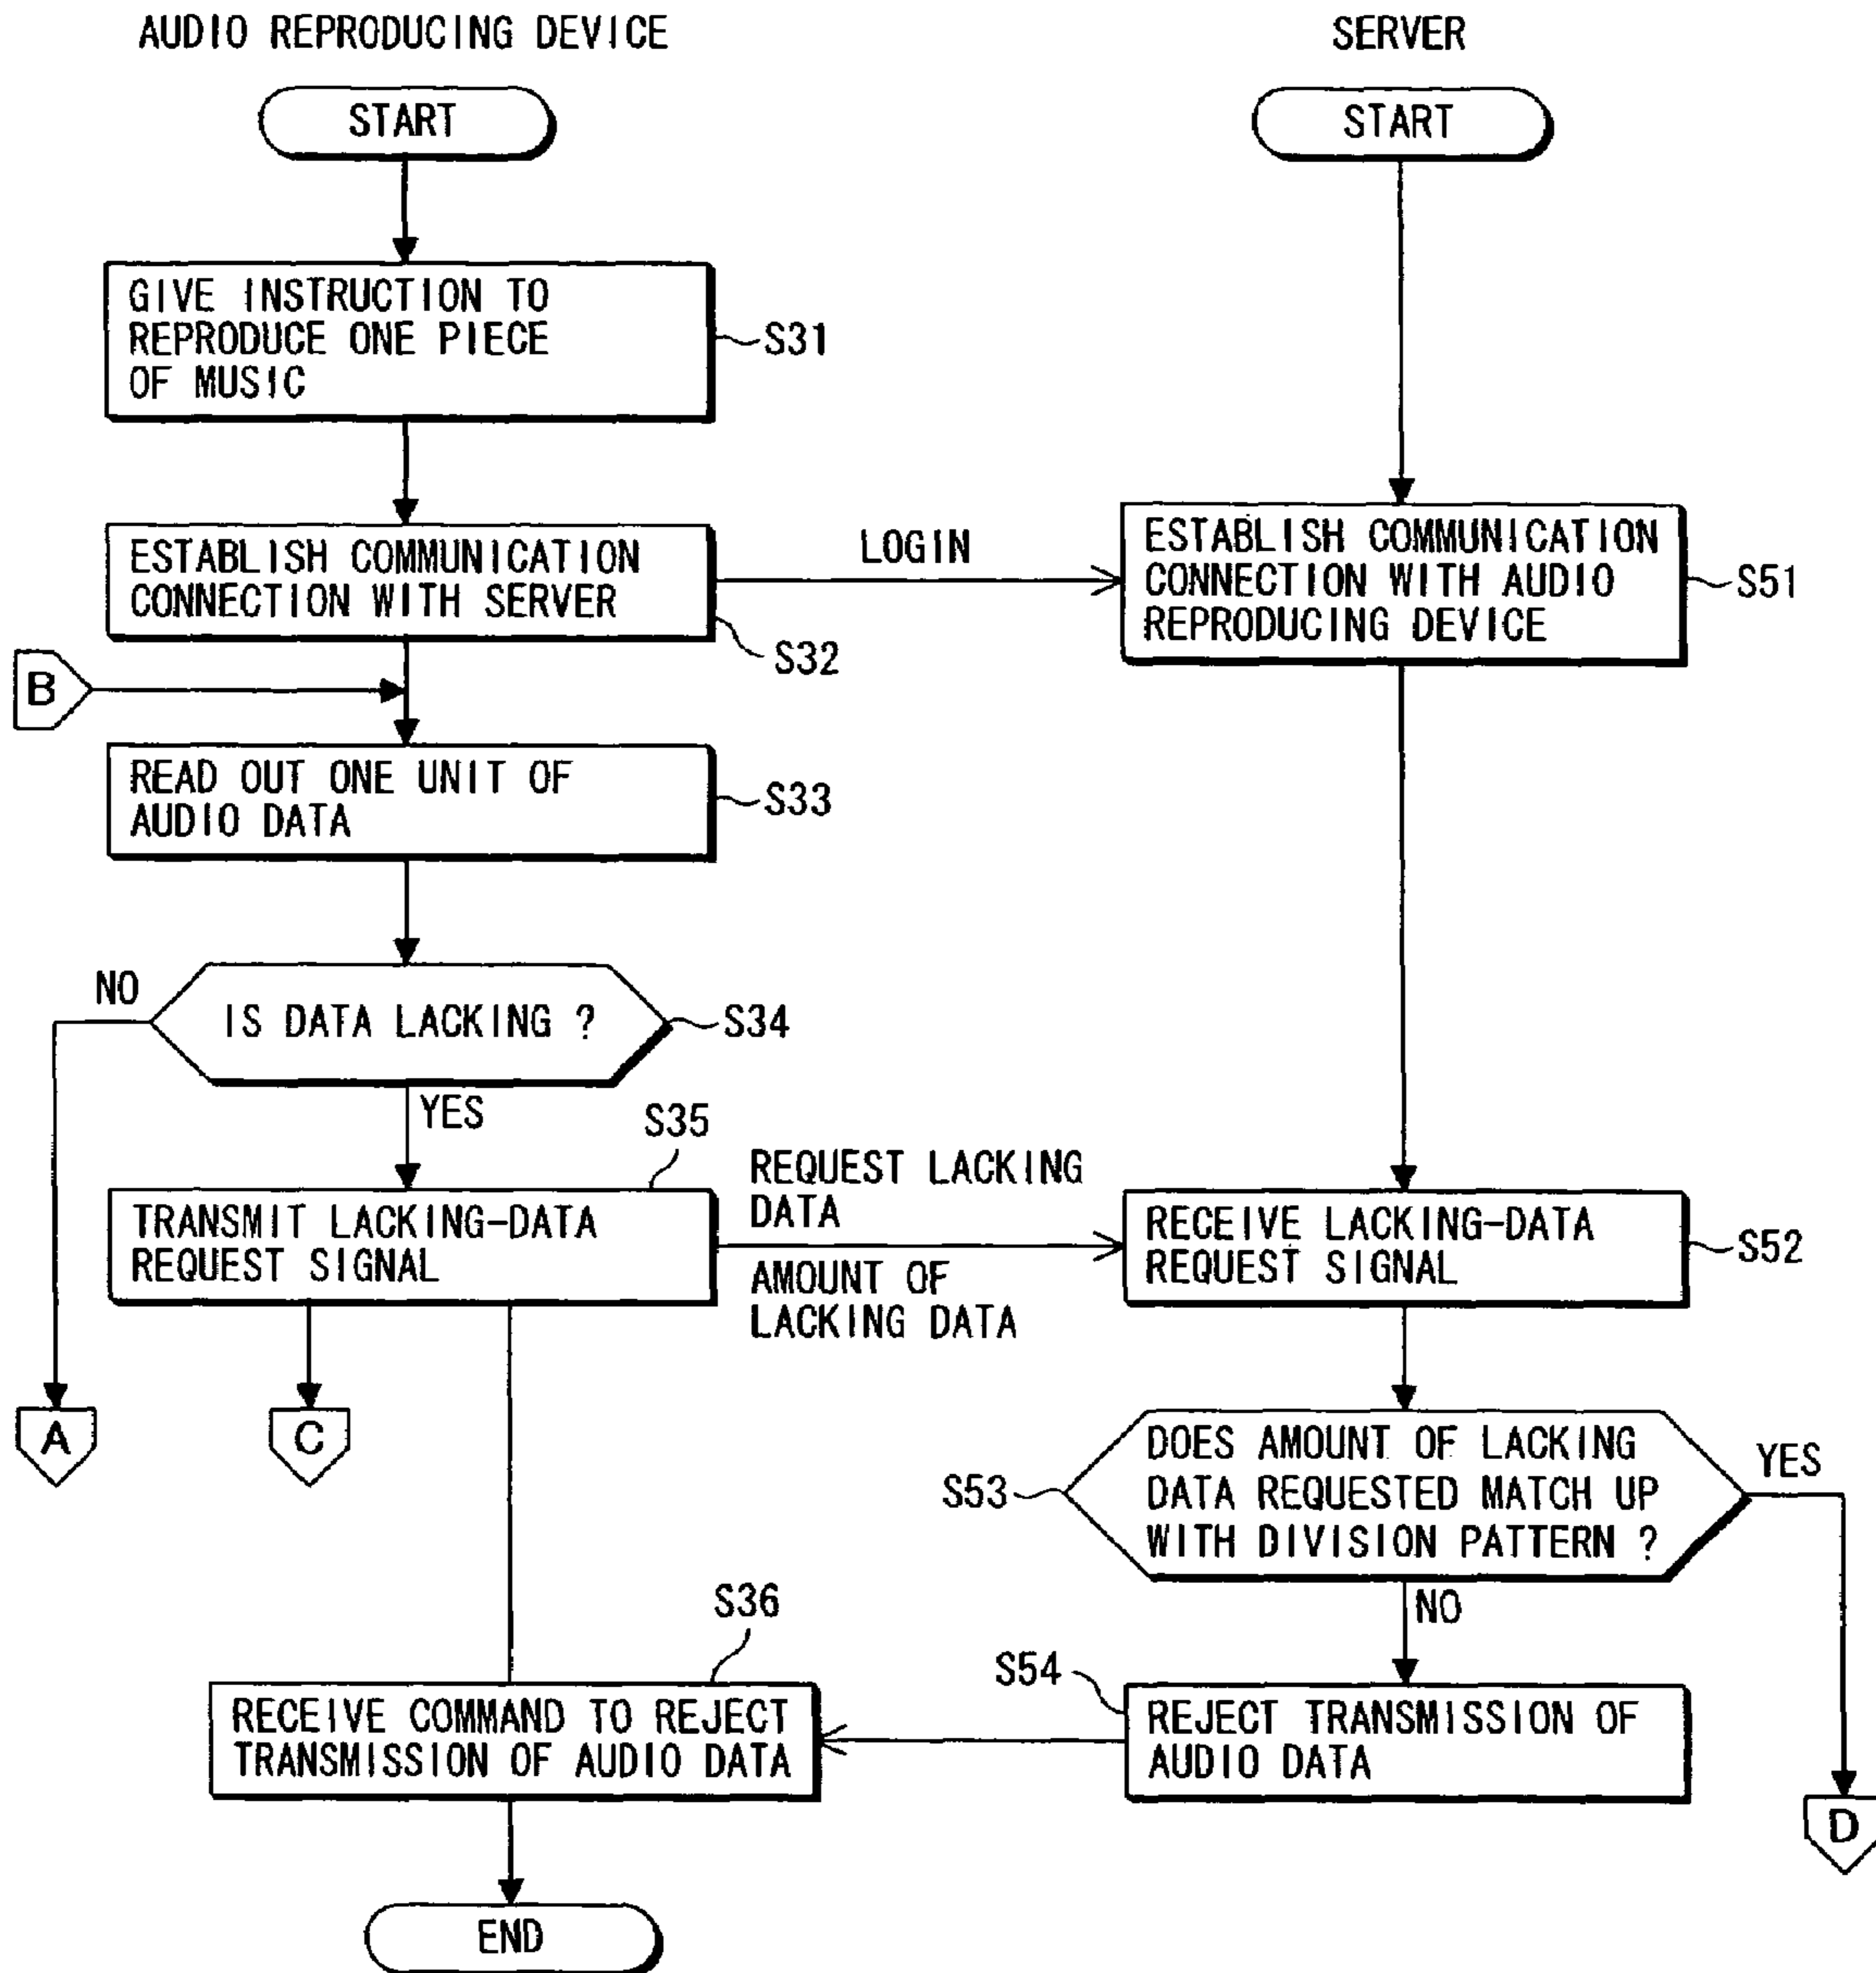 AUDIO REPRODUCING DEVICE
SERVER
START
START
GIVE INSTRUCTION TO
REPRODUCE ONE PIECE
OF MUSIC
S31
ESTABLISH COMMUNICATION
CONNECTION WITH SERVER
S32
LOGIN
ESTABLISH COMMUNICATION
CONNECTION WITH AUDIO
REPRODUCING DEVICE
S51
B
READ OUT ONE UNIT OF
AUDIO DATA
S33
NO
IS DATA LACKING ?
S34
YES
S35
TRANSMIT LACKING-DATA
REQUEST SIGNAL
REQUEST LACKING
DATA
AMOUNT OF
LACKING DATA
RECEIVE LACKING-DATA
REQUEST SIGNAL
S52
A
C
S53
DOES AMOUNT OF LACKING
DATA REQUESTED MATCH UP
WITH DIVISION PATTERN ?
YES
NO
S36
RECEIVE COMMAND TO REJECT
TRANSMISSION OF AUDIO DATA
S54
REJECT TRANSMISSION OF
AUDIO DATA
D
END